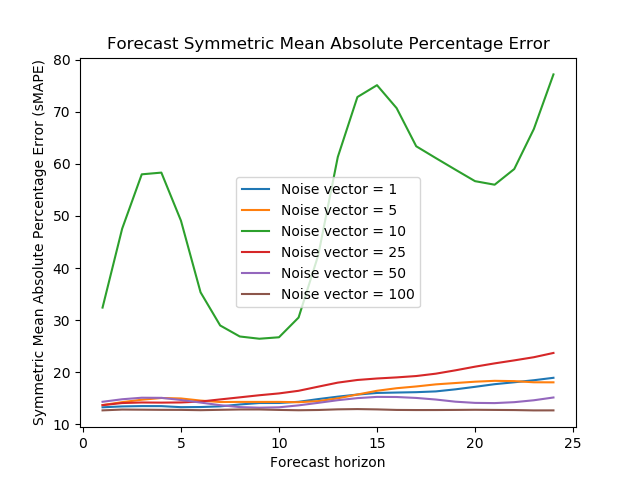 Forecast Symmetric Mean Absolute Percentage Error
Symmetric Mean Absolute Percentage Error (sMAPE)
80
70
60
50
40
30
20
10
Noise vector = 1
Noise vector = 5
Noise vector = 10
Noise vector = 25
Noise vector = 50
Noise vector = 100
0
5
10
15
20
25
Forecast horizon